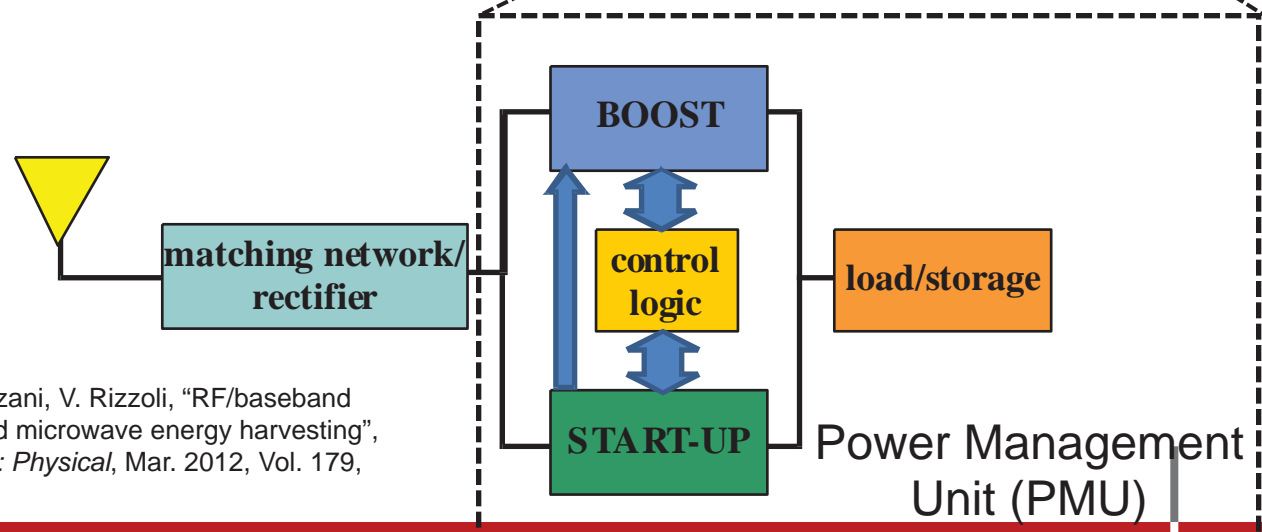 BOOST
matching network/
rectifier
control
logic
load/storage
START-UP
zani, V. Rizzoli, “RF/baseband
d microwave energy harvesting”,
: Physical, Mar. 2012, Vol. 179,
Power Management
Unit (PMU)